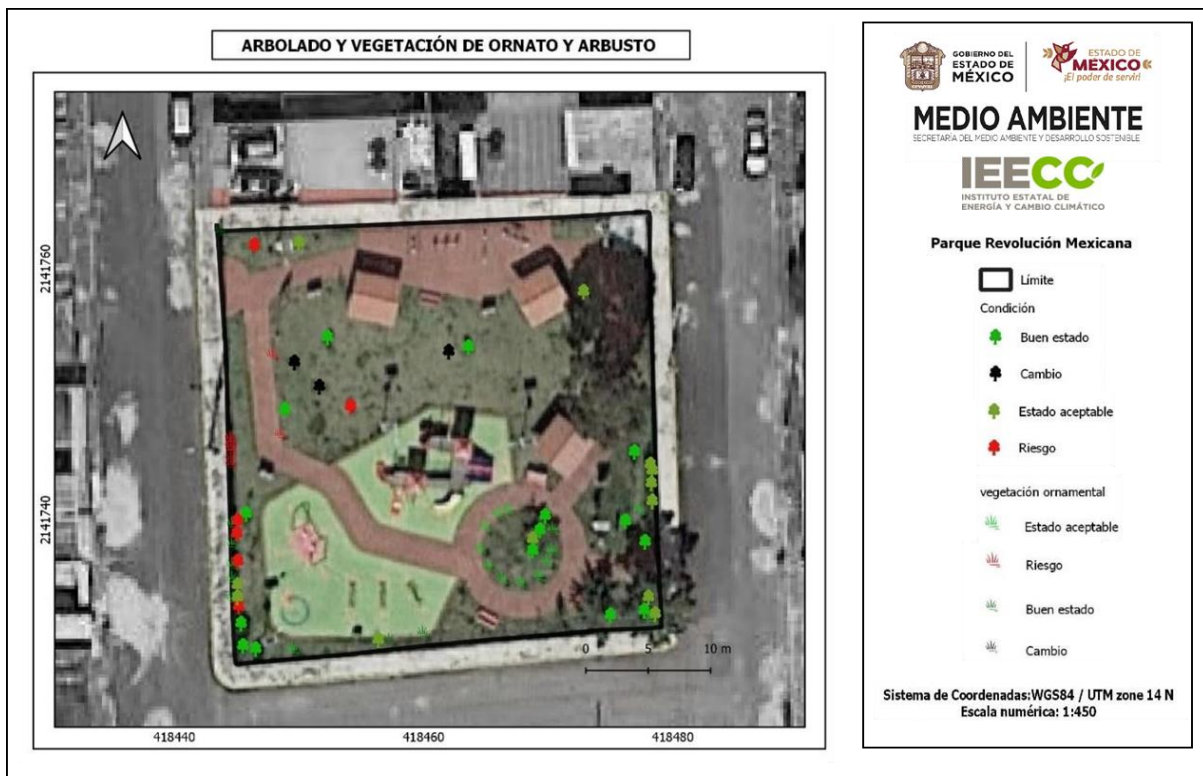 ARBOLADO Y VEGETACIÓN DE ORNATO Y ARBUSTO
2141760
2141740
0 5 10 m
418440 418460 418480
GOBIERNO DEL
ESTADO DE
MÉXICO
ESTADO DE
MÉXICO
¡El poder de servir!
MEDIO AMBIENTE
SECRETARÍA DEL MEDIO AMBIENTE Y DESARROLLO SOSTENIBLE
IEECC
INSTITUTO ESTATAL DE
ENERGÍA Y CAMBIO CLIMÁTICO
Parque Revolución Mexicana
Límite
Condición
Buen estado
Cambio
Estado aceptable
Riesgo
vegetación ornamental
Estado aceptable
Riesgo
Buen estado
Cambio
Sistema de Coordenadas:WGS84 / UTM zone 14 N
Escala numérica: 1:450